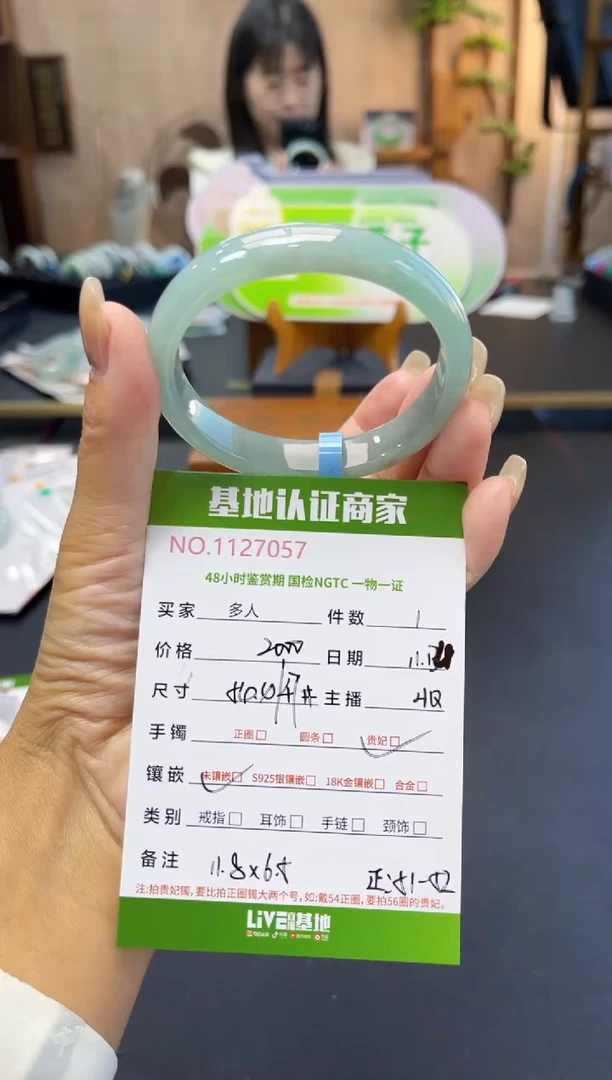 子
基地认证商家
NO.1127057
48小时鉴赏期 国检NGTC 一物一证
买家 多人 件数 1
价格 2000 日期
尺寸 主播
手镯 正圈□ 圆条□ 贵妃□
镶嵌 未镶嵌□ S925银镶嵌□ 18K金镶嵌□ 合金□
类别 戒指□ 耳饰□ 手链□ 颈饰□
备注 11.8x6.5 正:51-52
注:拍贵妃镯,要比拍正圈镯大两个号,如:戴54正圈,要拍56圈的贵妃。
LiVE 基地